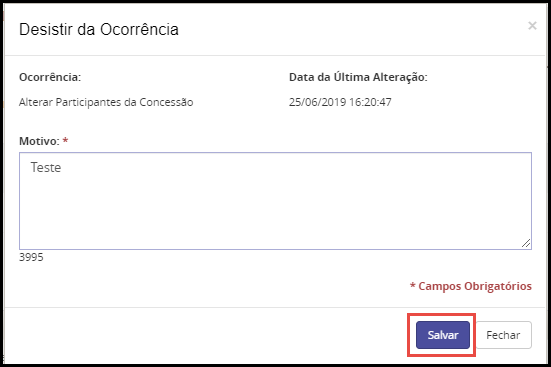 Desistir da Ocorrência ×
Ocorrência: Data da Última Alteração:
Alterar Participantes da Concessão 25/06/2019 16:20:47
Motivo: *
Teste
3995
* Campos Obrigatórios
Salvar Fechar